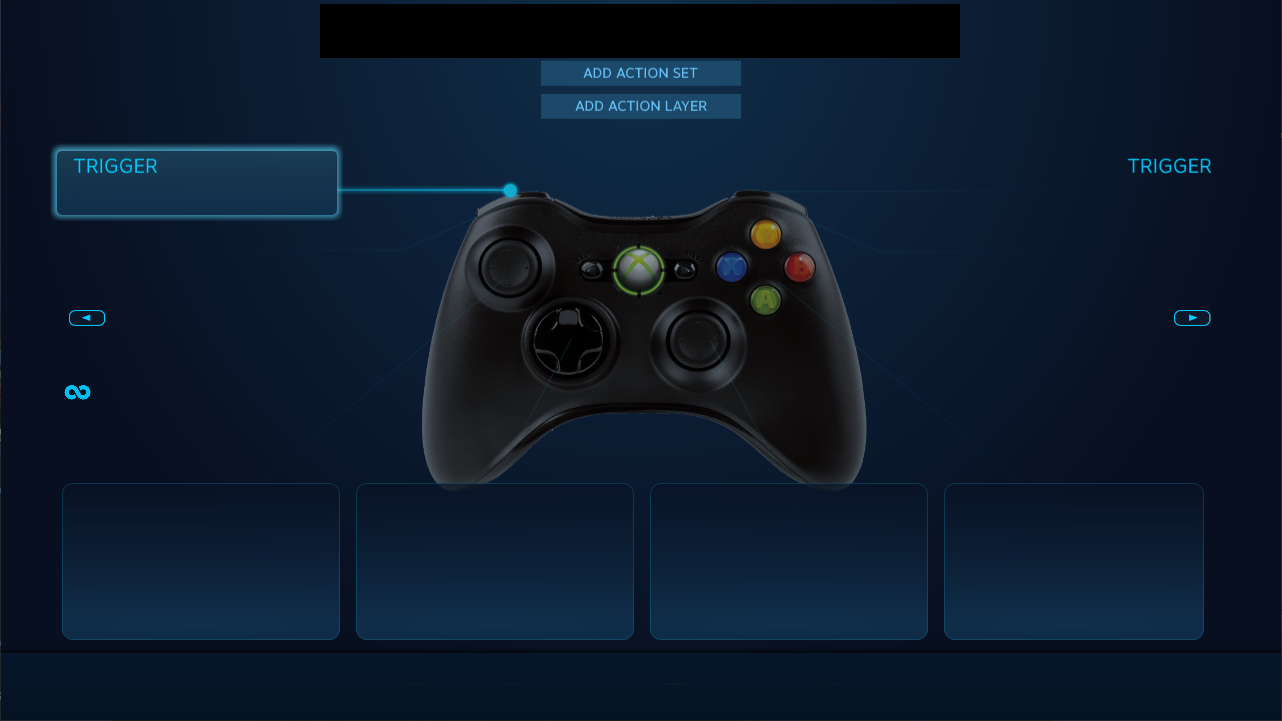 ADD ACTION SET
ADD ACTION LAYER
TRIGGER
TRIGGER
X
B
A